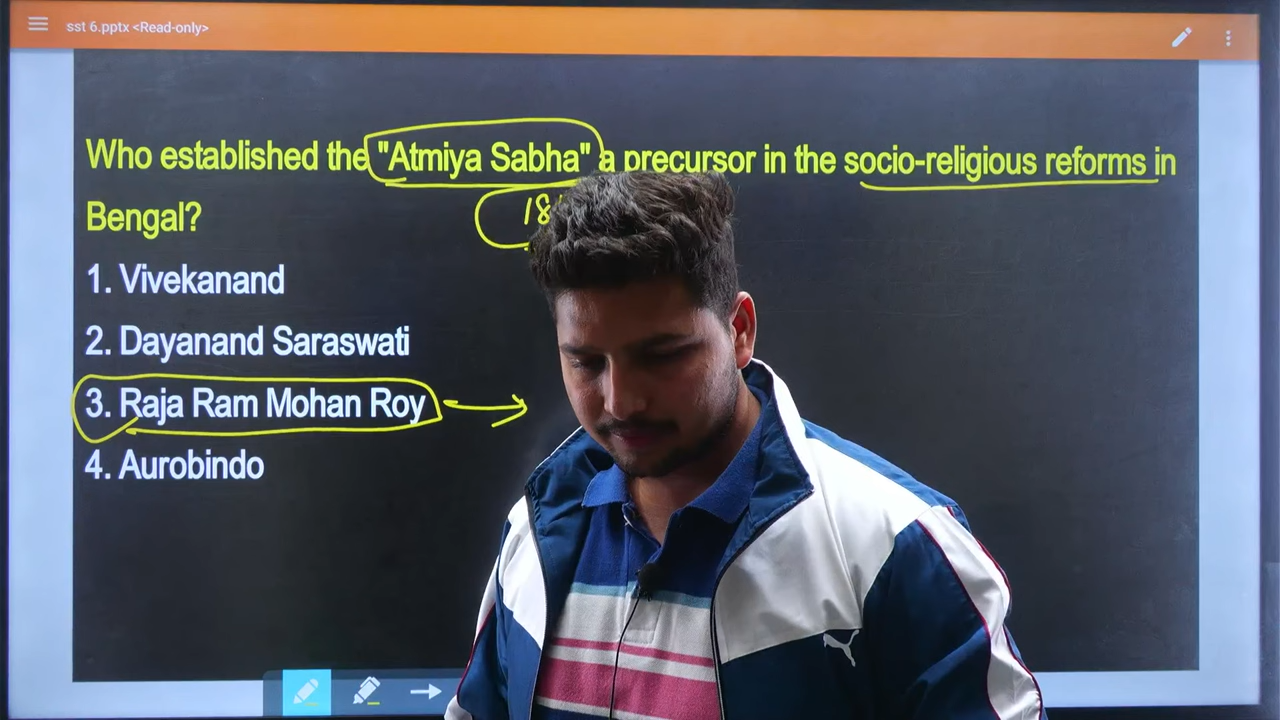 sst 6.pptx <Read-only>
Who established the "Atmiya Sabha" a precursor in the socio-religious reforms in
Bengal?
1. Vivekanand
2. Dayanand Saraswati
3. Raja Ram Mohan Roy
4. Aurobindo